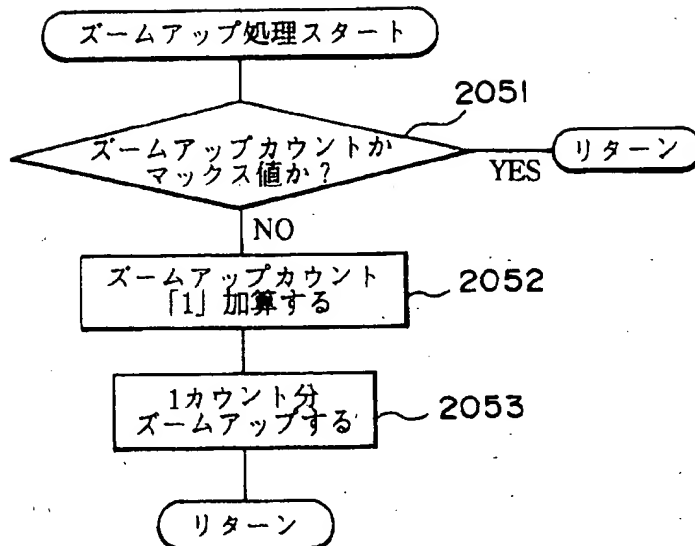 ズームアップ処理スタート
2051
ズームアップカウントが
マックス値か?
YES
リターン
NO
ズームアップカウント
「1」加算する
2052
1カウント分
ズームアップする
2053
リターン